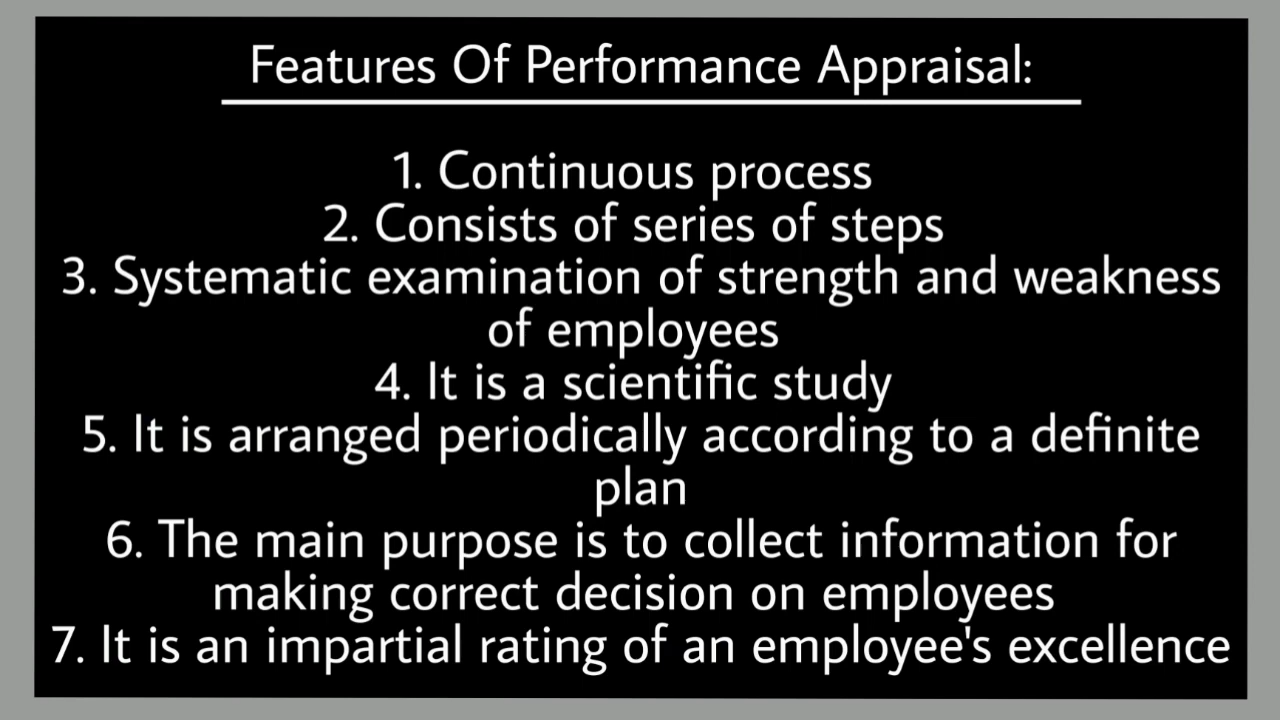 Features Of Performance Appraisal:
1. Continuous process
2. Consists of series of steps
3. Systematic examination of strength and weakness
of employees
4. It is a scientific study
5. It is arranged periodically according to a definite
plan
6. The main purpose is to collect information for
making correct decision on employees
7. It is an impartial rating of an employee's excellence